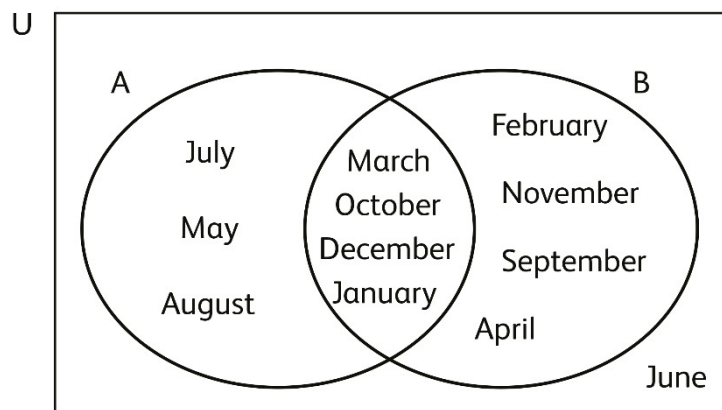 U
A
B
July
May
August
March
October
December
January
February
November
September
April
June